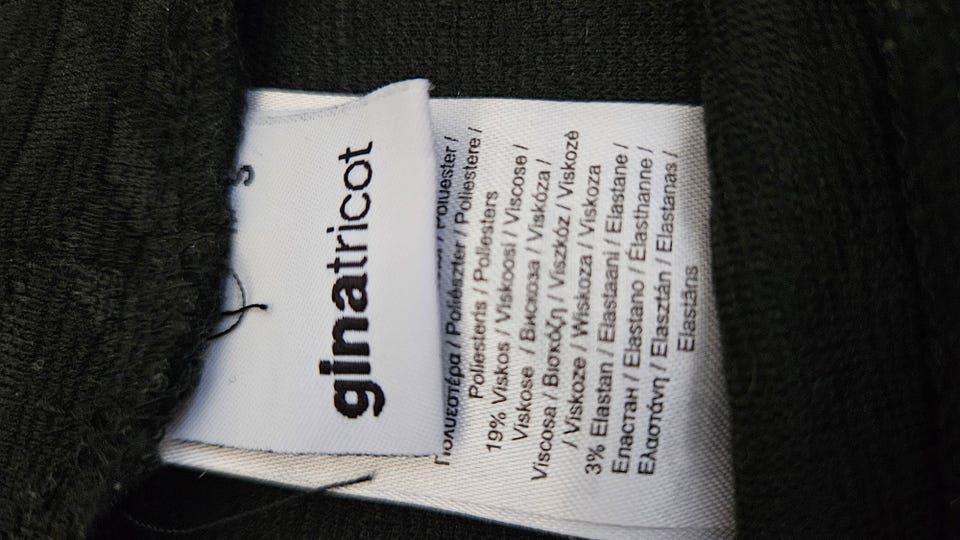 ginatricot
Πολυεστέρα / Poliészter / Poliestere /
Poliesteris / Poliesters
19% Viskos / Viskoosi / Viscose /
Viskose / Вискоза / Viskóza /
Viscosa / Βισκόζη / Viszkóz / Viskozė
/ Viskoze / Wiskoza / Viskoza
3% Elastan / Elastaani / Elastane /
Еластан / Elastano / Élasthanne /
Ελαστάνη / Elasztán / Elastanas /
Elastāns